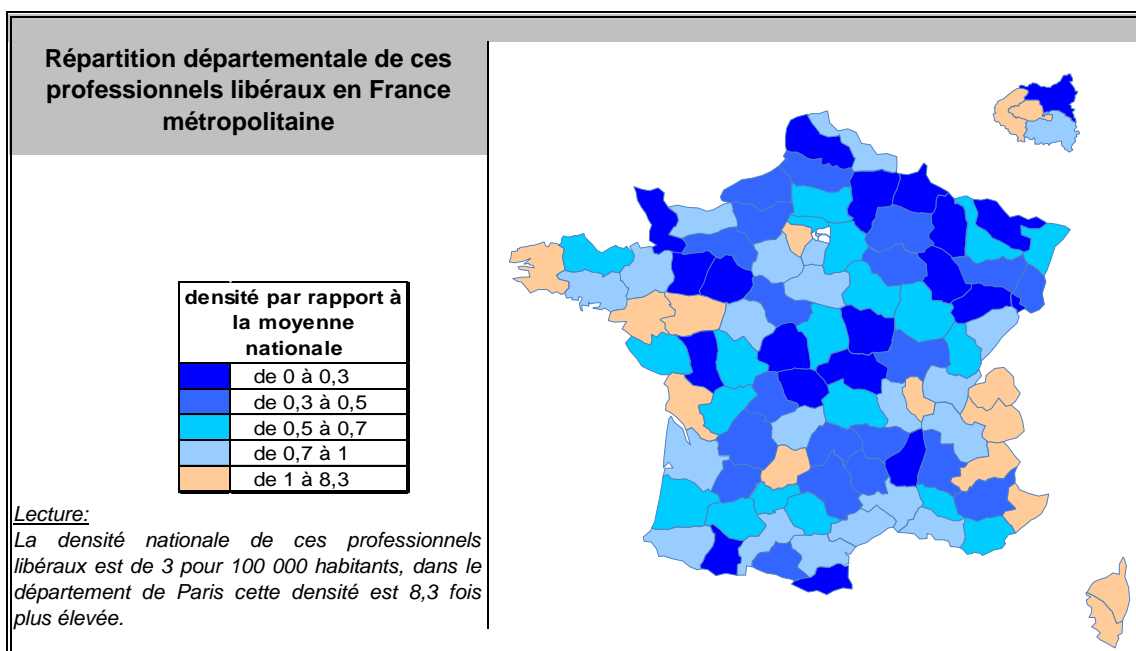 Répartition départementale de ces
professionnels libéraux en France
métropolitaine
densité par rapport à
la moyenne
nationale
de 0 à 0,3
de 0,3 à 0,5
de 0,5 à 0,7
de 0,7 à 1
de 1 à 8,3
Lecture:
La densité nationale de ces professionnels
libéraux est de 3 pour 100 000 habitants, dans le
département de Paris cette densité est 8,3 fois
plus élevée.